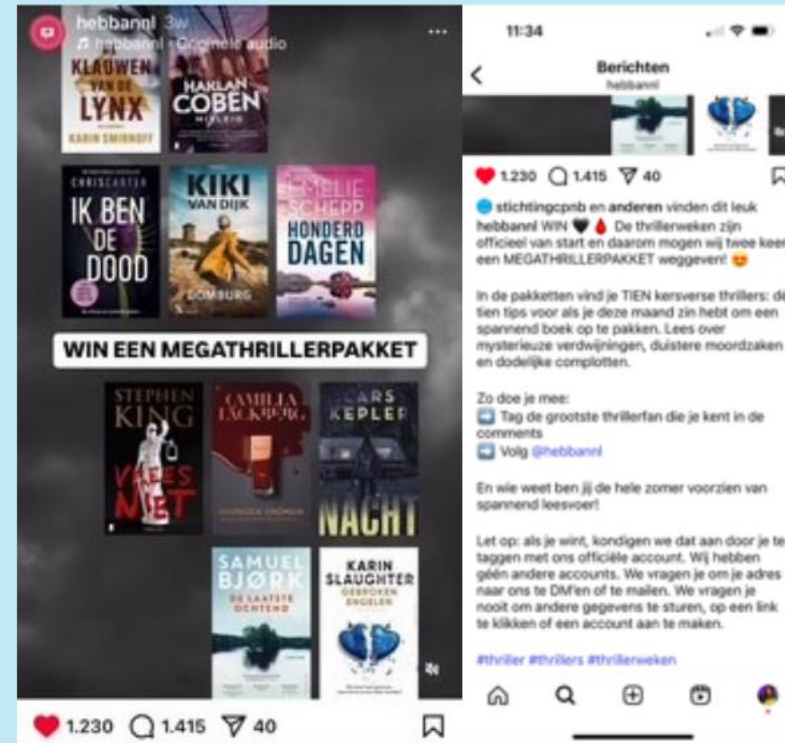 hebbannl 3w
hebbannl · Originele audio
KLAUWEN
VAN DE
LYNX
KARIN SMIRNOFF
HARLAN
COBEN
MISLEID
CHRIS CARTER
IK BEN
DE
DOOD
KIKI
VAN DIJK
DOMBURG
EMELIE
SCHEPP
HONDERD
DAGEN
WIN EEN MEGATHRILLERPAKKET
STEPHEN
KING
VREES
NIET
CAMILLA
LÄCKBERG
LARS
KEPLER
NACHT
SAMUEL
BJØRK
DE LAATSTE
OCHTEND
KARIN
SLAUGHTER
GEBROKEN
ENGELEN
1.230 1.415 40
11:34
Berichten
hebbannl
1.230 1.415 40
stichtingcpnb en anderen vinden dit leuk
hebbannl WIN 🖤🩸 De thrillerweken zijn
officieel van start en daarom mogen wij twee keer
een MEGATHRILLERPAKKET weggeven! 😍
In de pakketten vind je TIEN kersverse thrillers: dé
tien tips voor als je deze maand zin hebt om een
spannend boek op te pakken. Lees over
mysterieuze verdwijningen, duistere moordzaken
en dodelijke complotten.
Zo doe je mee:
➡️ Tag de grootste thrillerfan die je kent in de
comments
➡️ Volg @hebbannl
En wie weet ben jij de hele zomer voorzien van
spannend leesvoer!
Let op: als je wint, kondigen we dat aan door je te
taggen met ons officiële account. Wij hebben
géén andere accounts. We vragen je om je adres
naar ons te DM'en of te mailen. We vragen je
nooit om andere gegevens te sturen, op een link
te klikken of een account aan te maken.
#thriller #thrillers #thrillerweken